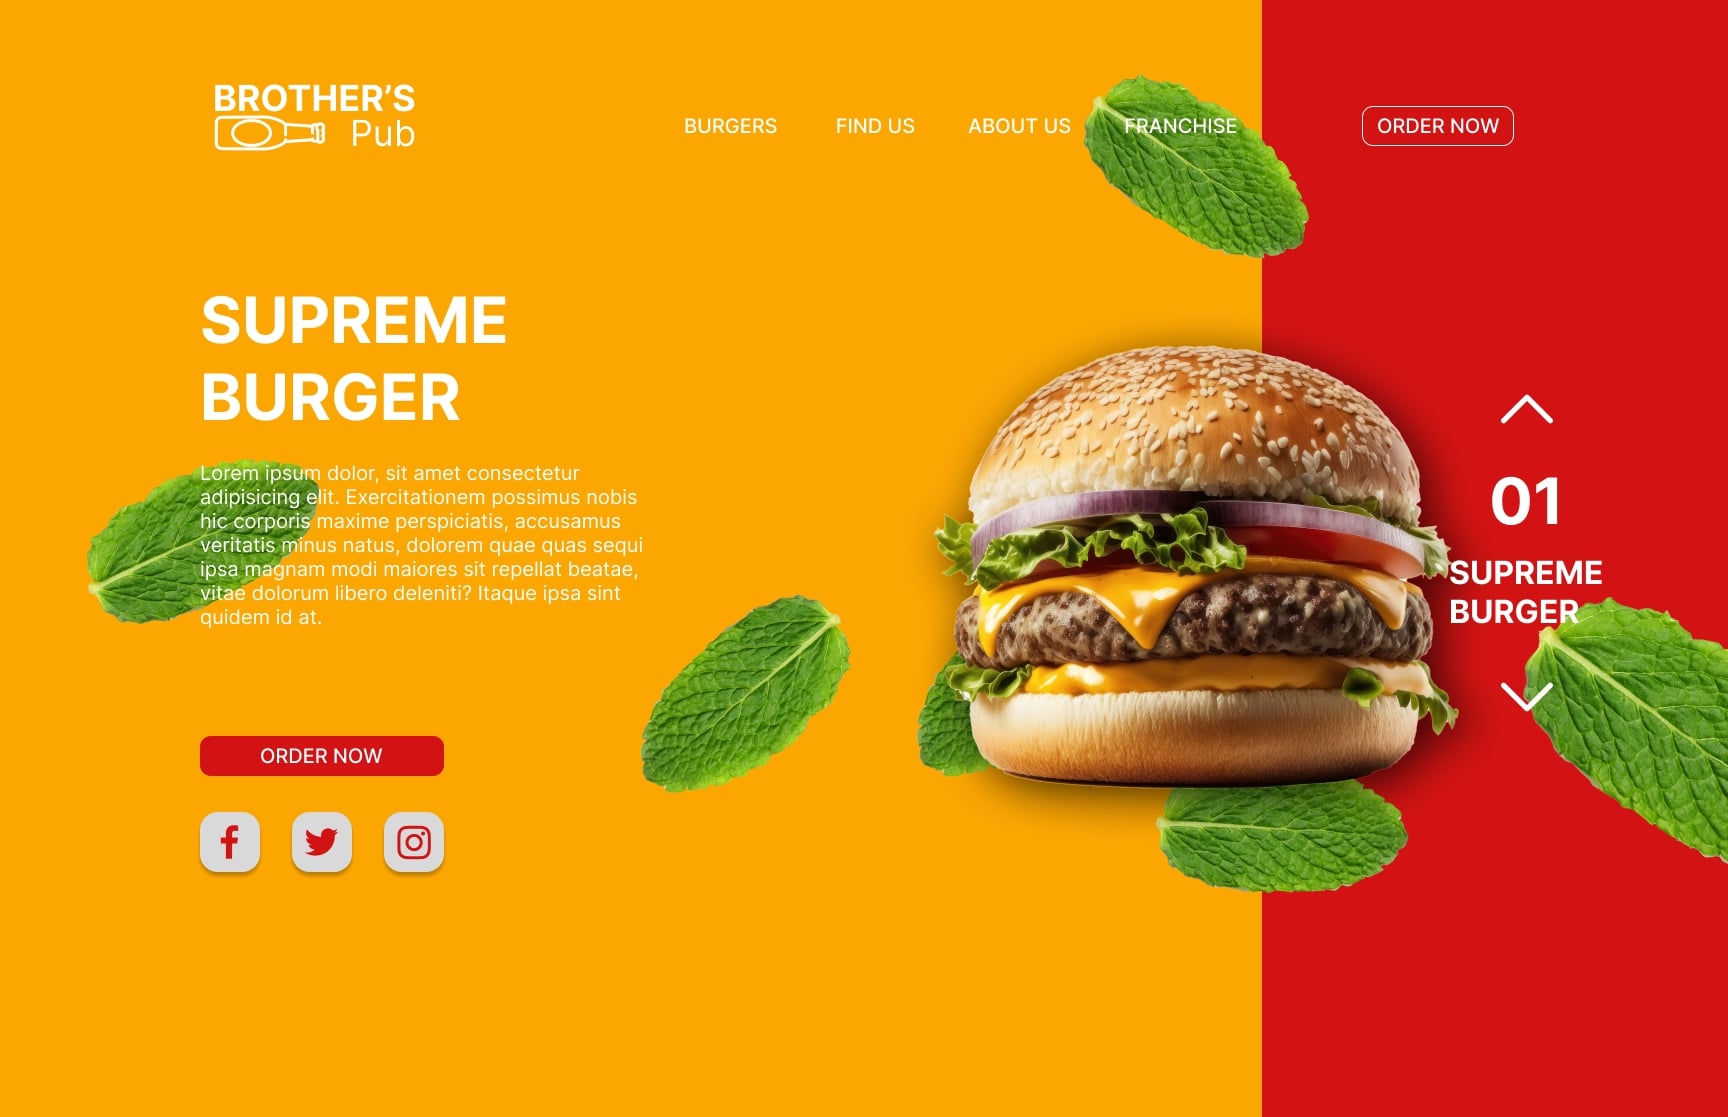 BROTHER’S
Pub
BURGERS
FIND US
ABOUT US
FRANCHISE
ORDER NOW
SUPREME
BURGER
Lorem ipsum dolor, sit amet consectetur
adipisicing elit. Exercitationem possimus nobis
hic corporis maxime perspiciatis, accusamus
veritatis minus natus, dolorem quae quas sequi
ipsa magnam modi maiores sit repellat beatae,
vitae dolorum libero deleniti? Itaque ipsa sint
quidem id at.
ORDER NOW
01
SUPREME
BURGER